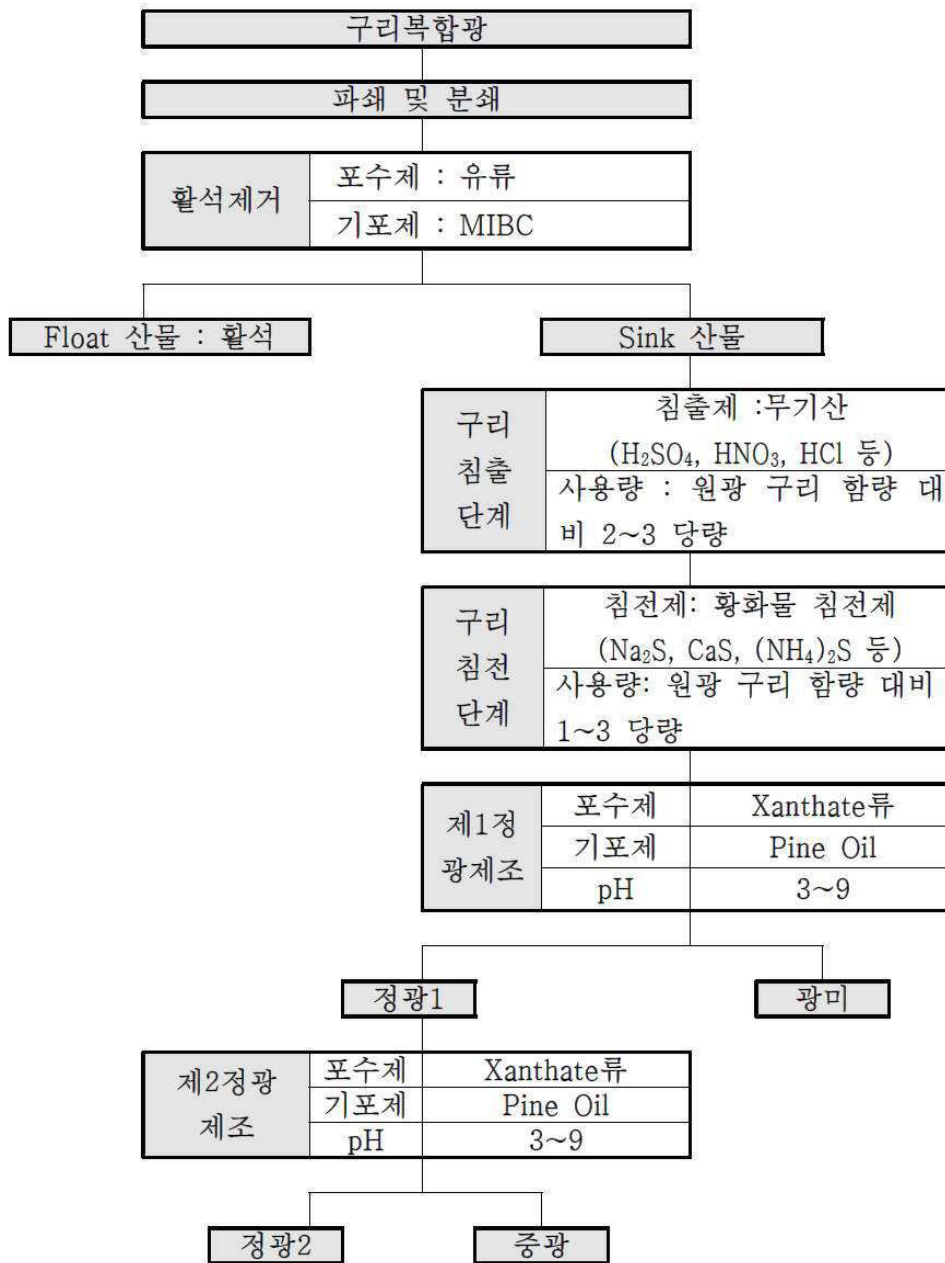 구리복합광
파쇄 및 분쇄
활석제거
포수제 : 유류
기포제 : MIBC
Float 산물 : 활석
Sink 산물
구리
침출
단계
침출제 :무기산
(H₂SO₄, HNO₃, HCl 등)
사용량 : 원광 구리 함량 대
비 2~3 당량
구리
침전
단계
침전제: 황화물 침전제
(Na₂S, CaS, (NH₄)₂S 등)
사용량: 원광 구리 함량 대비
1~3 당량
제1정
광제조
포수제 Xanthate류
기포제 Pine Oil
pH 3~9
정광1
광미
제2정광
제조
포수제 Xanthate류
기포제 Pine Oil
pH 3~9
정광2
중광